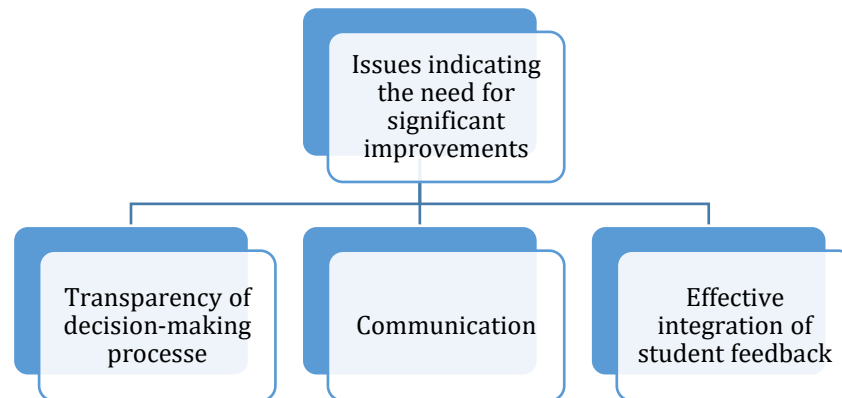 Issues indicating
the need for
significant
improvements
Transparency of
decision-making
processe
Communication
Effective
integration of
student feedback